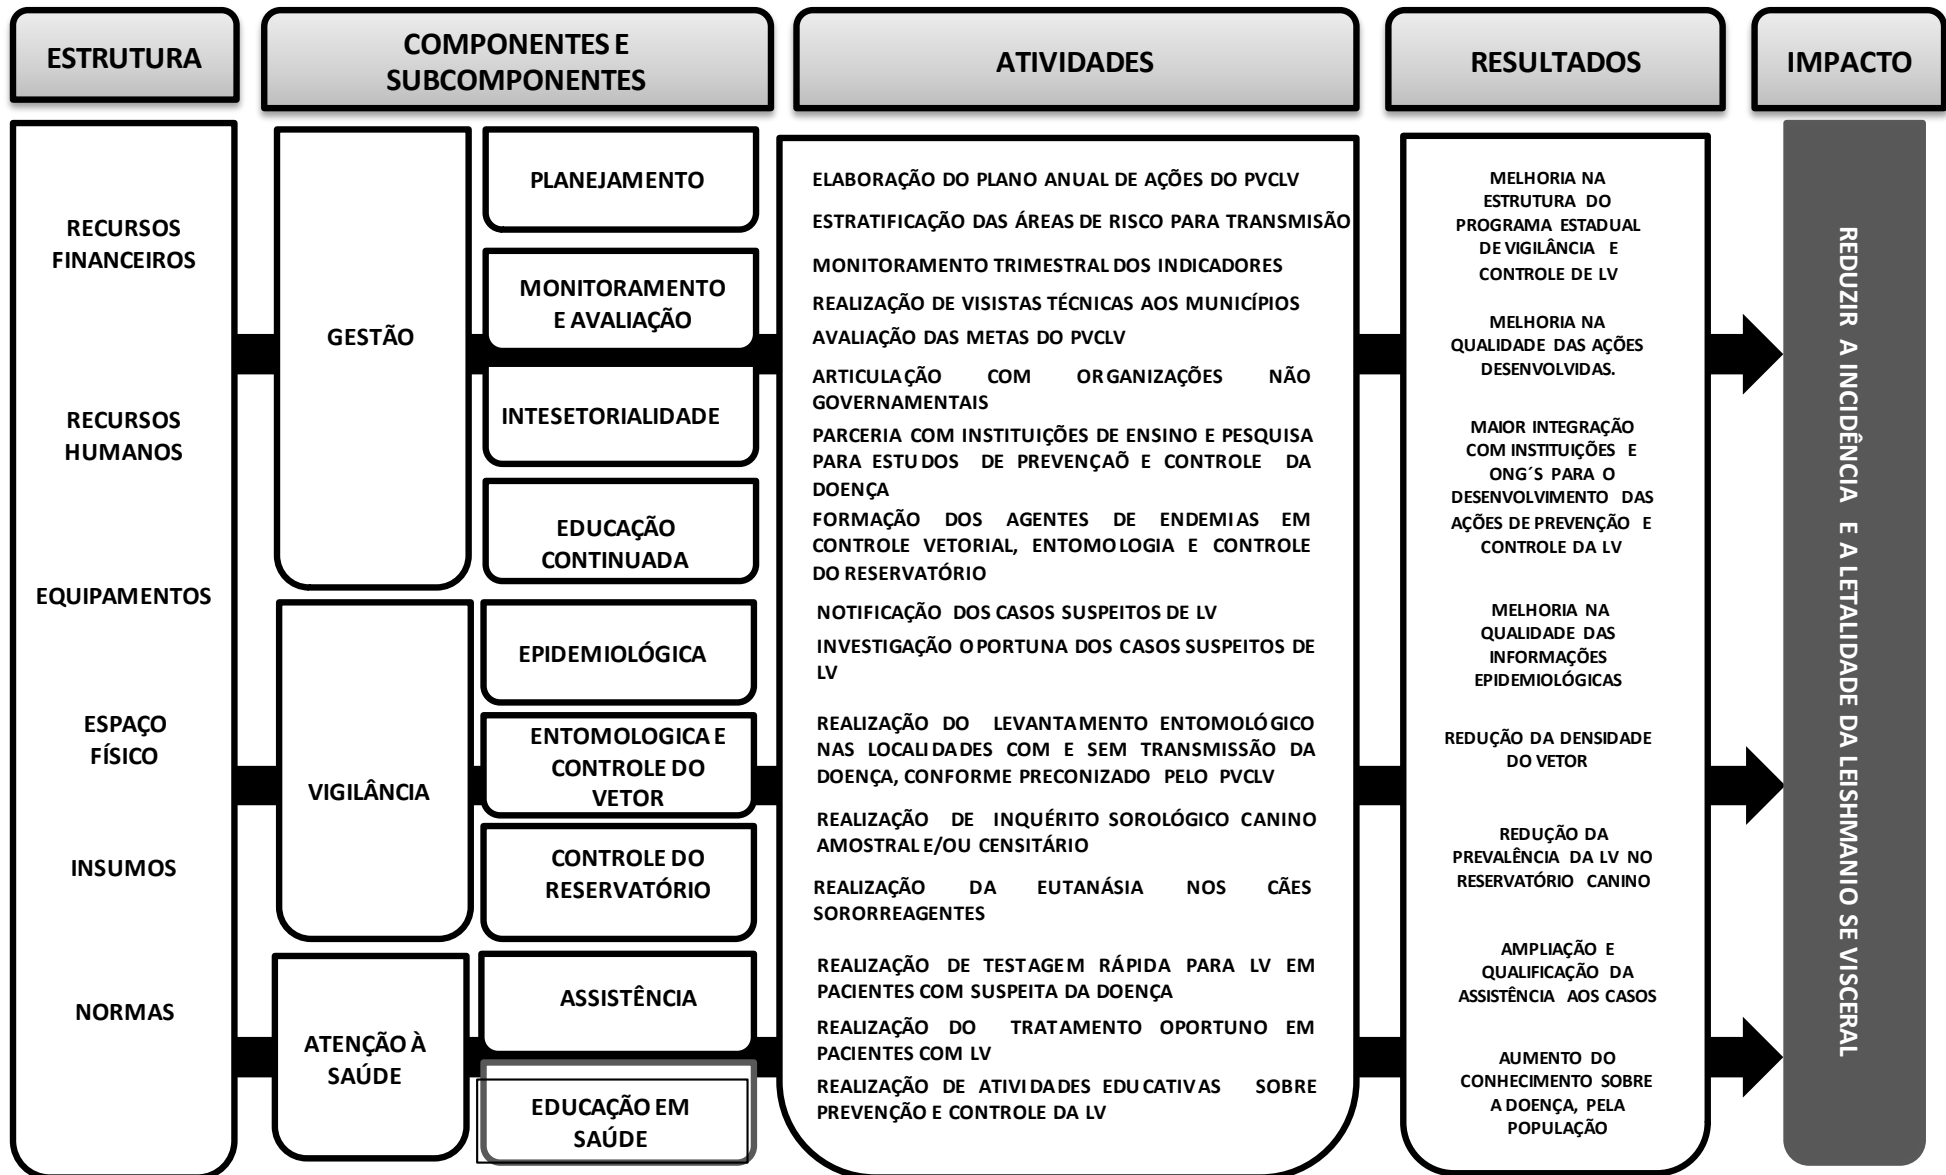 ESTRUTURA
COMPONENTES E
SUBCOMPONENTES
ATIVIDADES
RESULTADOS
IMPACTO
RECURSOS
FINANCEIROS
RECURSOS
HUMANOS
EQUIPAMENTOS
ESPAÇO
FÍSICO
INSUMOS
NORMAS
GESTÃO
PLANEJAMENTO
MONITORAMENTO
E AVALIAÇÃO
INTESETORIALIDADE
EDUCAÇÃO
CONTINUADA
VIGILÂNCIA
EPIDEMIOLÓGICA
ENTOMOLOGICA E
CONTROLE DO
VETOR
CONTROLE DO
RESERVATÓRIO
ATENÇÃO À
SAÚDE
ASSISTÊNCIA
EDUCAÇÃO EM
SAÚDE
ELABORAÇÃO DO PLANO ANUAL DE AÇÕES DO PVCLV
ESTRATIFICAÇÃO DAS ÁREAS DE RISCO PARA TRANSMISÃO
MONITORAMENTO TRIMESTRAL DOS INDICADORES
REALIZAÇÃO DE VISISTAS TÉCNICAS AOS MUNICÍPIOS
AVALIAÇÃO DAS METAS DO PVCLV
ARTICULAÇÃO COM ORGANIZAÇÕES NÃO
GOVERNAMENTAIS
PARCERIA COM INSTITUIÇÕES DE ENSINO E PESQUISA
PARA ESTUDOS DE PREVENÇAÕ E CONTROLE DA
DOENÇA
FORMAÇÃO DOS AGENTES DE ENDEMIAS EM
CONTROLE VETORIAL, ENTOMOLOGIA E CONTROLE
DO RESERVATÓRIO
NOTIFICAÇÃO DOS CASOS SUSPEITOS DE LV
INVESTIGAÇÃO OPORTUNA DOS CASOS SUSPEITOS DE
LV
REALIZAÇÃO DO LEVANTAMENTO ENTOMOLÓGICO
NAS LOCALIDADES COM E SEM TRANSMISSÃO DA
DOENÇA, CONFORME PRECONIZADO PELO PVCLV
REALIZAÇÃO DE INQUÉRITO SOROLÓGICO CANINO
AMOSTRAL E/OU CENSITÁRIO
REALIZAÇÃO DA EUTANÁSIA NOS CÃES
SORORREAGENTES
REALIZAÇÃO DE TESTAGEM RÁPIDA PARA LV EM
PACIENTES COM SUSPEITA DA DOENÇA
REALIZAÇÃO DO TRATAMENTO OPORTUNO EM
PACIENTES COM LV
REALIZAÇÃO DE ATIVIDADES EDUCATIVAS SOBRE
PREVENÇÃO E CONTROLE DA LV
MELHORIA NA
ESTRUTURA DO
PROGRAMA ESTADUAL
DE VIGILÂNCIA E
CONTROLE DE LV
MELHORIA NA
QUALIDADE DAS AÇÕES
DESENVOLVIDAS.
MAIOR INTEGRAÇÃO
COM INSTITUIÇÕES E
ONG´S PARA O
DESENVOLVIMENTO DAS
AÇÕES DE PREVENÇÃO E
CONTROLE DA LV
MELHORIA NA
QUALIDADE DAS
INFORMAÇÕES
EPIDEMIOLÓGICAS
REDUÇÃO DA DENSIDADE
DO VETOR
REDUÇÃO DA
PREVALÊNCIA DA LV NO
RESERVATÓRIO CANINO
AMPLIAÇÃO E
QUALIFICAÇÃO DA
ASSISTÊNCIA AOS CASOS
AUMENTO DO
CONHECIMENTO SOBRE
A DOENÇA, PELA
POPULAÇÃO
REDUZIR A INCIDÊNCIA E A LETALIDADE DA LEISHMANIO SE VISCERAL